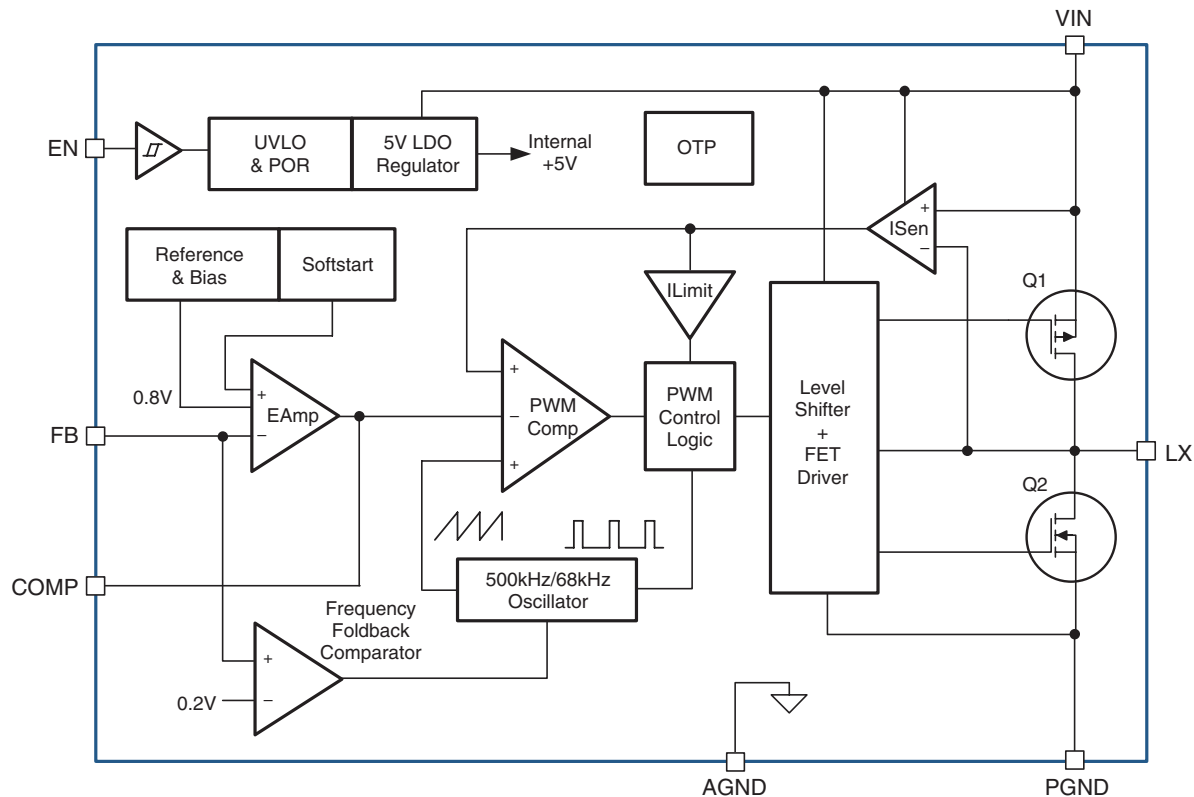 VIN
EN
UVLO
& POR
5V LDO
Regulator
Internal
+5V
OTP
+
ISen
–
Reference
& Bias
Softstart
ILimit
Q1
0.8V
+
EAmp
–
FB
+
–
PWM
Comp
+
PWM
Control
Logic
Level
Shifter
+
FET
Driver
LX
Q2
COMP
500kHz/68kHz
Oscillator
Frequency
Foldback
Comparator
+
0.2V
–
AGND
PGND